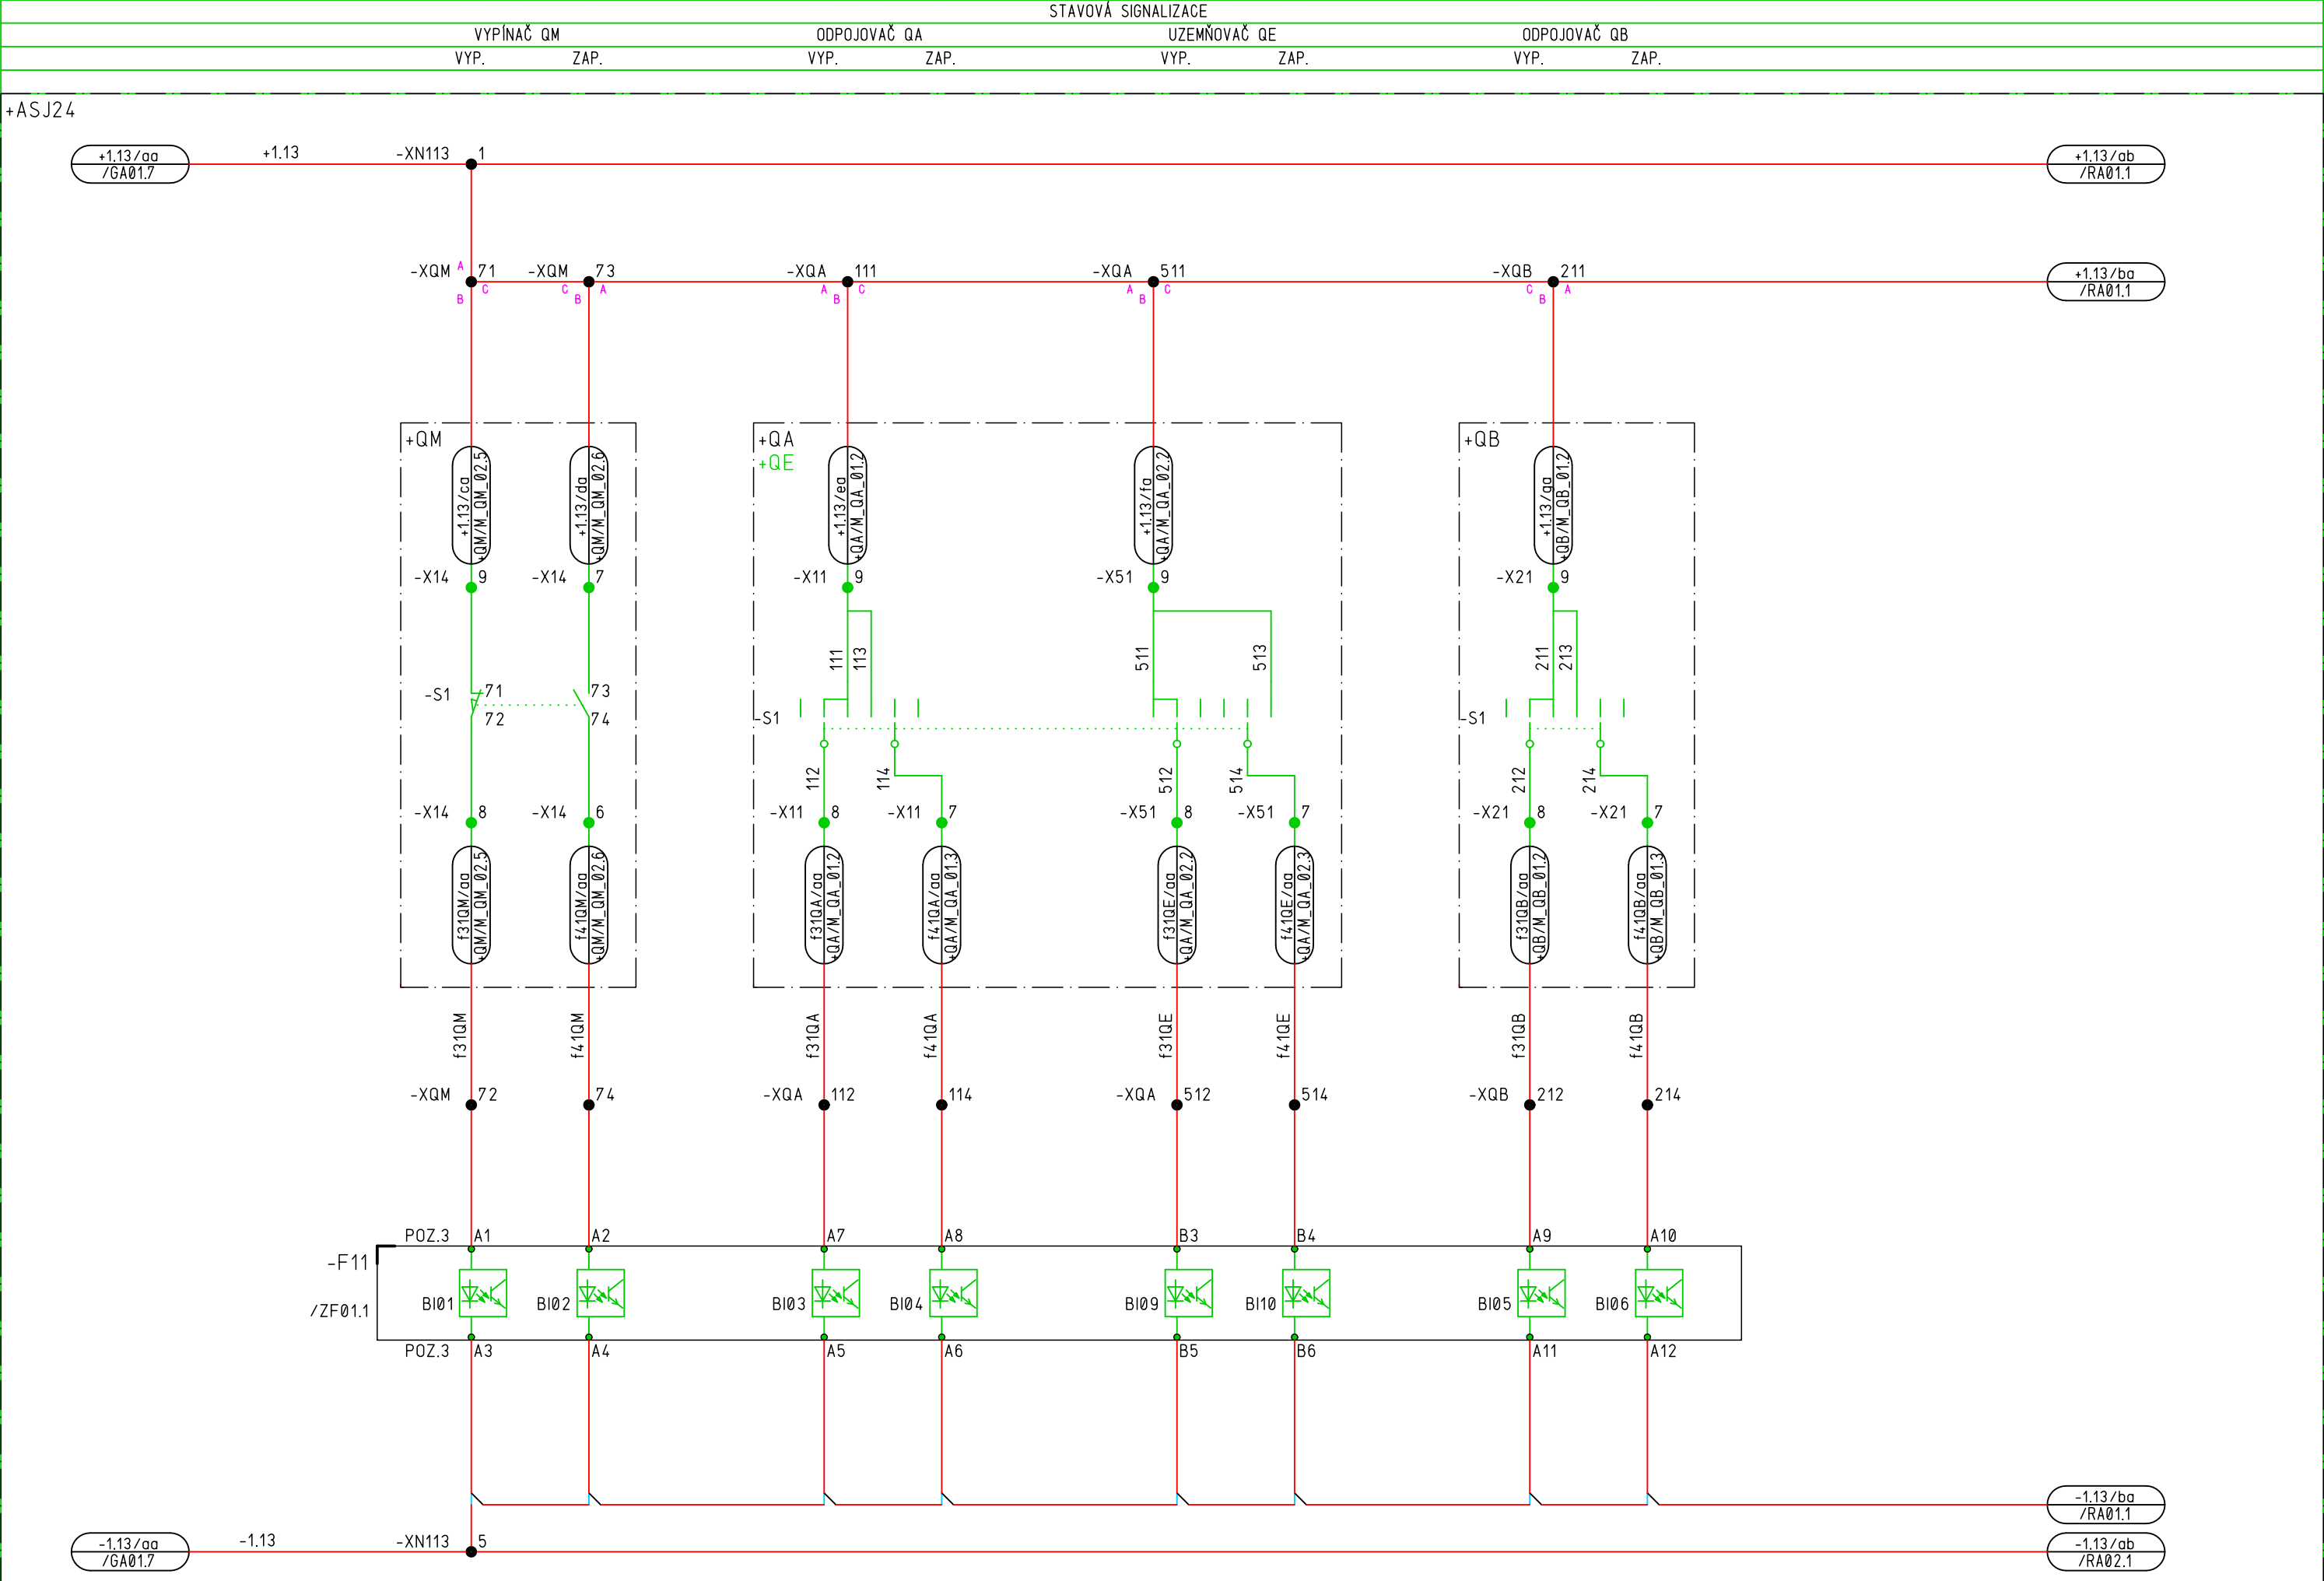 STAVOVÁ SIGNALIZACE
VYPÍNAČ QM ODPOJOVAČ QA UZEMŇOVAČ QE ODPOJOVAČ QB
VYP. ZAP. VYP. ZAP. VYP. ZAP. VYP. ZAP.
+ASJ24
+1.13/aa +1.13 -XN113 1 +1.13/ab
/GA01.7 /RA01.1
-XQM A 71 -XQM 73 -XQA 111 -XQA 511 -XQB 211 +1.13/ba
B C C B A A B C A B C C B A /RA01.1
+QM +QA +QB
+QE
+1.13/ca +1.13/da +1.13/ea +1.13/fa +1.13/ga
+QM/M_QM_02.5 +QM/M_QM_02.6 +QA/M_QA_01.2 +QA/M_QA_02.2 +QB/M_QB_01.2
-X14 9 -X14 7 -X11 9 -X51 9 -X21 9
111 113 511 513 211 213
-S1 71 73
72 74 -S1 -S1
112 114 512 514 212 214
-X14 8 -X14 6 -X11 8 -X11 7 -X51 8 -X51 7 -X21 8 -X21 7
f31QM/aa f41QM/aa f31QA/aa f41QA/aa f31QE/aa f41QE/aa f31QB/aa f41QB/aa
+QM/M_QM_02.5 +QM/M_QM_02.6 +QA/M_QA_01.2 +QA/M_QA_01.3 +QA/M_QA_02.2 +QA/M_QA_02.3 +QB/M_QB_01.2 +QB/M_QB_01.3
f31QM f41QM f31QA f41QA f31QE f41QE f31QB f41QB
-XQM 72 74 -XQA 112 114 -XQA 512 514 -XQB 212 214
POZ.3 A1 A2 A7 A8 B3 B4 A9 A10
-F11
/ZF01.1 BI01 BI02 BI03 BI04 BI09 BI10 BI05 BI06
POZ.3 A3 A4 A5 A6 B5 B6 A11 A12
-1.13/ba
/RA01.1
-1.13/aa -1.13 -XN113 5 -1.13/ab
/GA01.7 /RA02.1